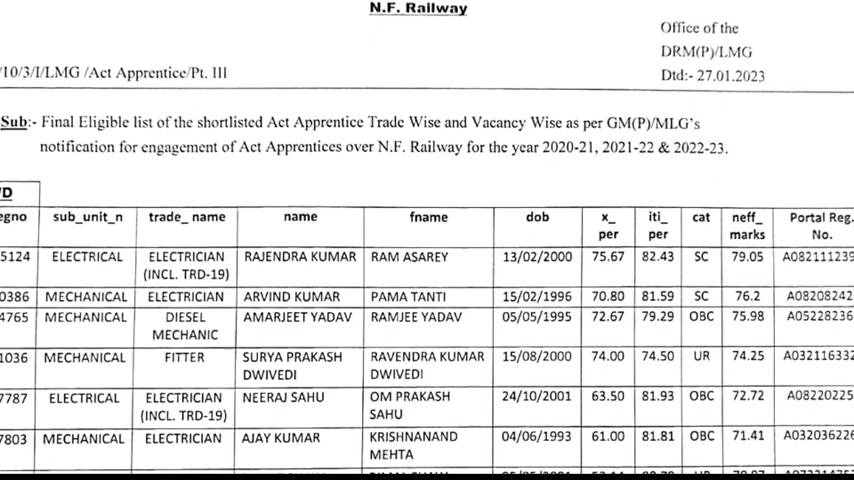 N.F. Railway
Office of the
DRM(P)/LMG
/10/3/I/LMG /Act Apprentice/Pt. III
Dtd:- 27.01.2023
Sub:- Final Eligible list of the shortlisted Act Apprentice Trade Wise and Vacancy Wise as per GM(P)/MLG's
notification for engagement of Act Apprentices over N.F. Railway for the year 2020-21, 2021-22 & 2022-23.
egno sub_unit_n trade_ name name fname dob x_ per iti_ per cat neff_ marks Portal Reg. No.
5124 ELECTRICAL ELECTRICIAN (INCL. TRD-19) RAJENDRA KUMAR RAM ASAREY 13/02/2000 75.67 82.43 SC 79.05 A082111239
0386 MECHANICAL ELECTRICIAN ARVIND KUMAR PAMA TANTI 15/02/1996 70.80 81.59 SC 76.2 A08208242
4765 MECHANICAL DIESEL MECHANIC AMARJEET YADAV RAMJEE YADAV 05/05/1995 72.67 79.29 OBC 75.98 A05228236
1036 MECHANICAL FITTER SURYA PRAKASH DWIVEDI RAVENDRA KUMAR DWIVEDI 15/08/2000 74.00 74.50 UR 74.25 A032116332
7787 ELECTRICAL ELECTRICIAN (INCL. TRD-19) NEERAJ SAHU OM PRAKASH SAHU 24/10/2001 63.50 81.93 OBC 72.72 A08220225
7803 MECHANICAL ELECTRICIAN AJAY KUMAR KRISHNANAND MEHTA 04/06/1993 61.00 81.81 OBC 71.41 A032036226